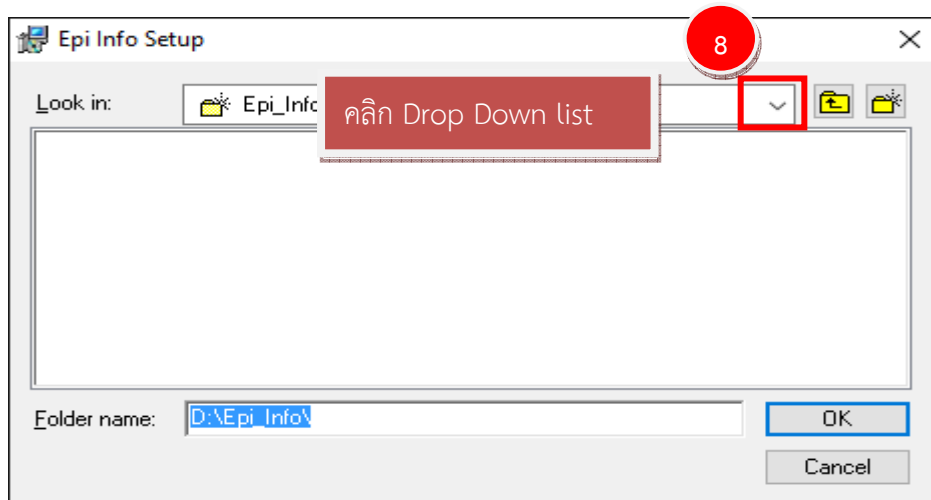 Epi Info Setup
8
Look in:
Epi_Info
คลิก Drop Down list
Folder name:
D:\Epi_Info\
OK
Cancel